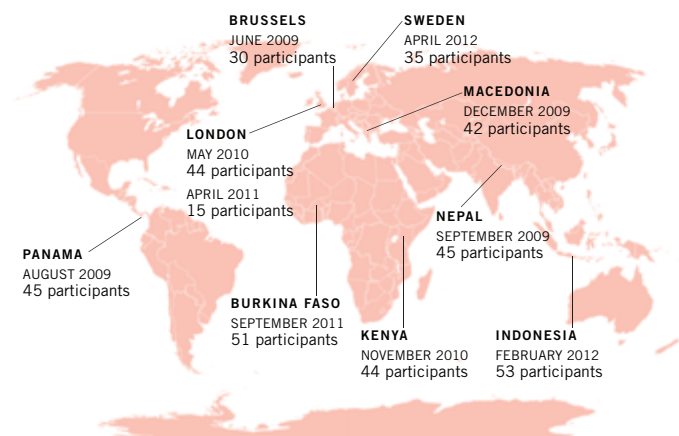 BRUSSELS
JUNE 2009
30 participants
SWEDEN
APRIL 2012
35 participants
MACEDONIA
DECEMBER 2009
42 participants
LONDON
MAY 2010
44 participants
APRIL 2011
15 participants
NEPAL
SEPTEMBER 2009
45 participants
PANAMA
AUGUST 2009
45 participants
BURKINA FASO
SEPTEMBER 2011
51 participants
KENYA
NOVEMBER 2010
44 participants
INDONESIA
FEBRUARY 2012
53 participants